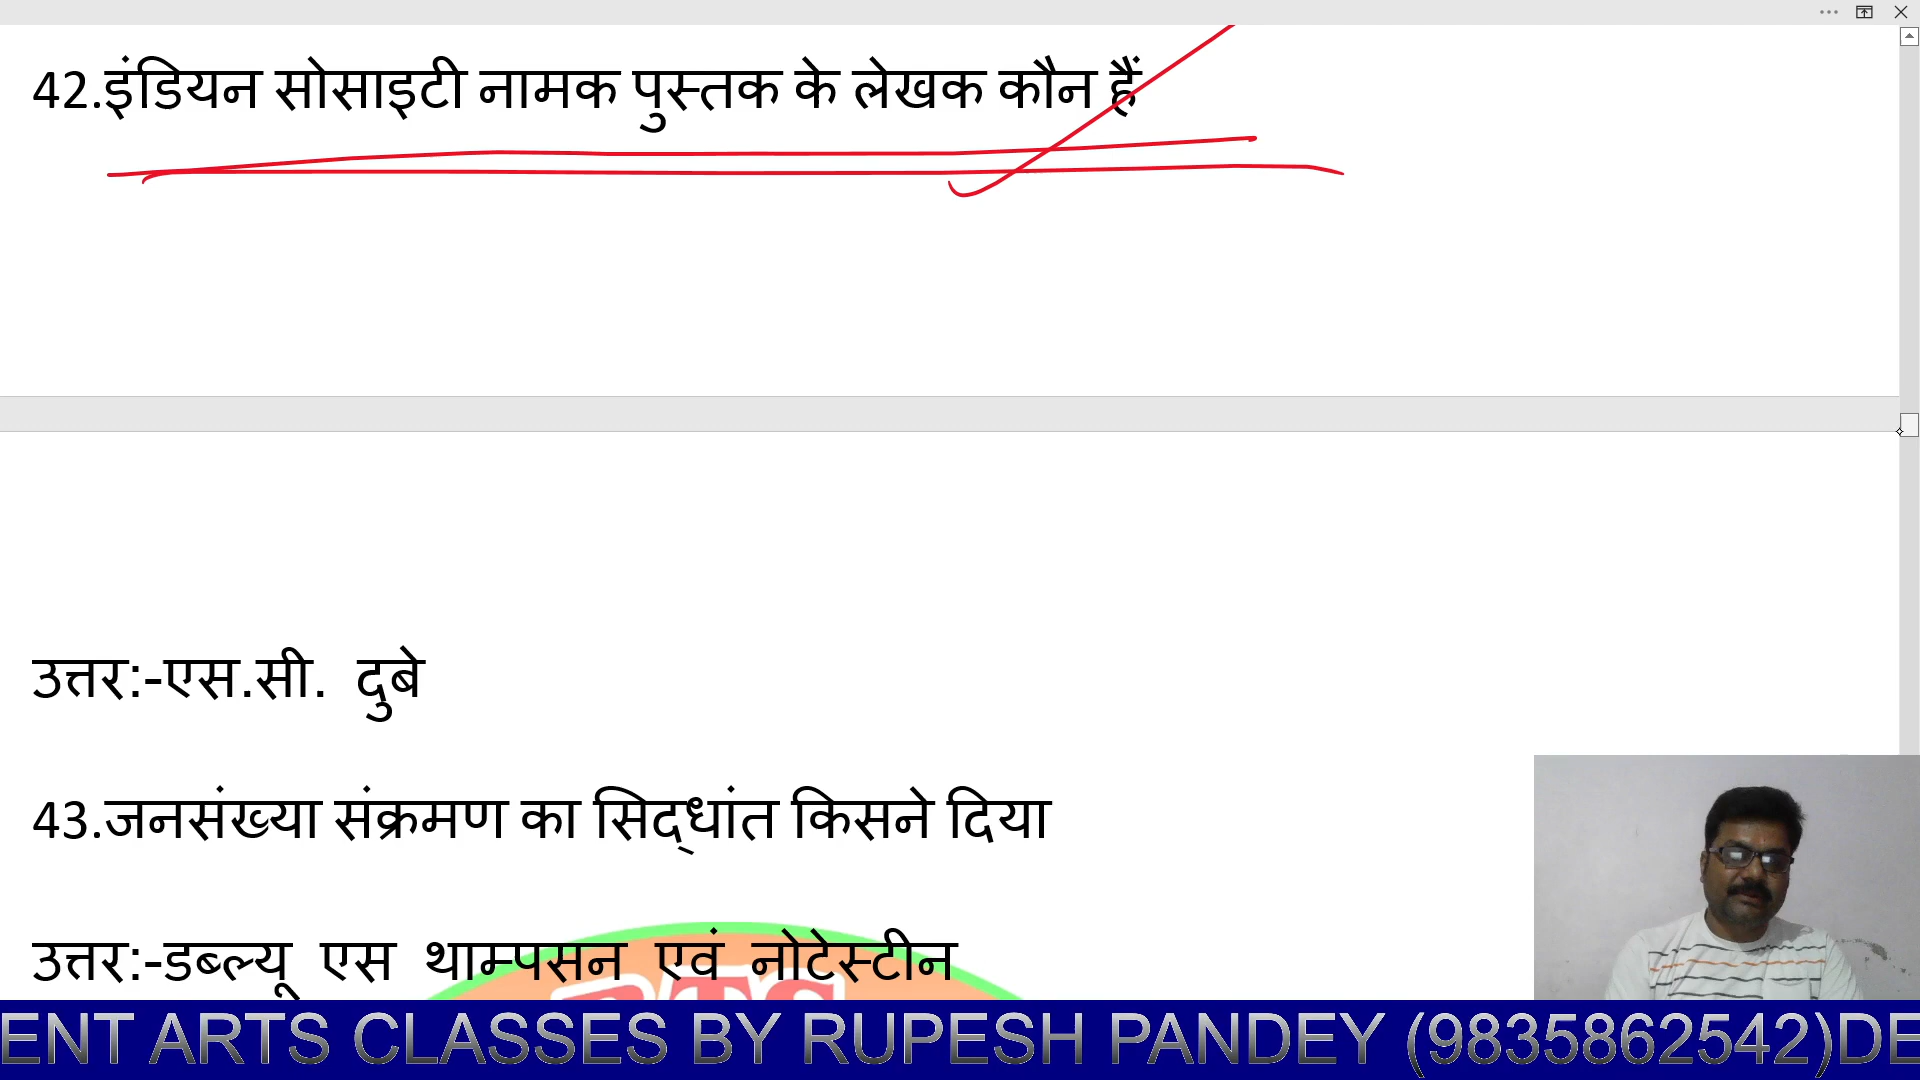 42.इंडियन सोसाइटी नामक पुस्तक के लेखक कौन हैं
उत्तर:-एस.सी. दुबे
43.जनसंख्या संक्रमण का सिद्धांत किसने दिया
उत्तर:-डब्ल्यू एस थाम्पसन एवं नोटेस्टीन
ENT ARTS CLASSES BY RUPESH PANDEY (9835862542)DE